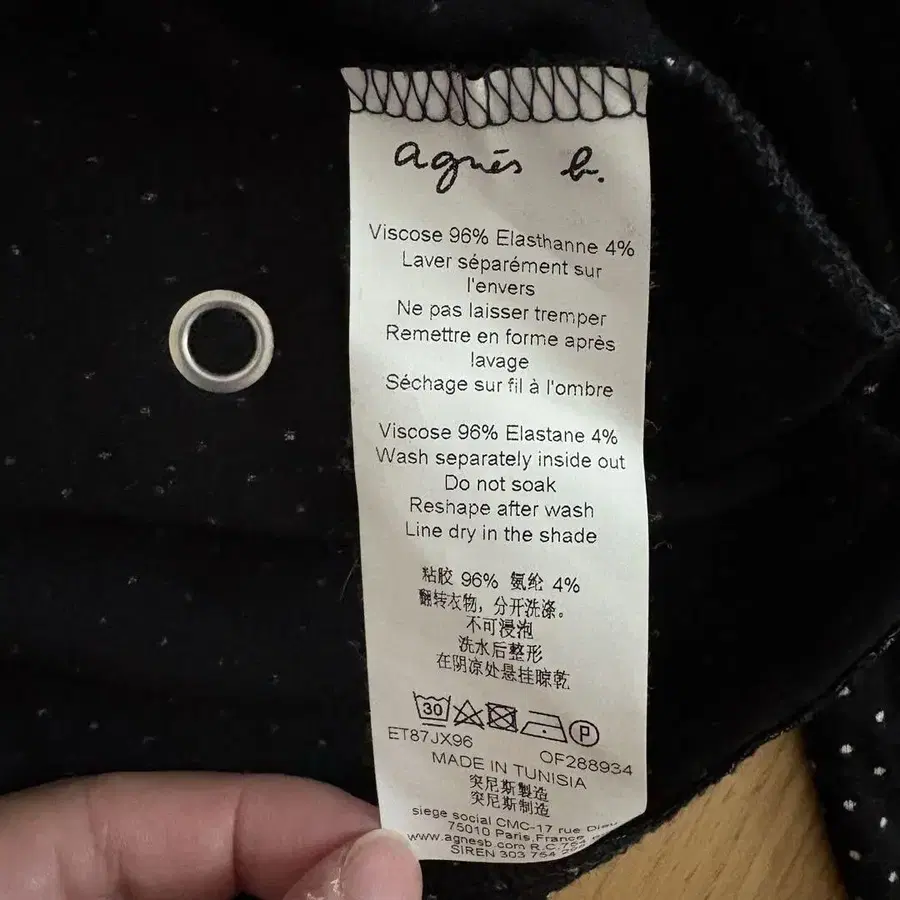 agnès b.
Viscose 96% Elasthanne 4%
Laver séparément sur
l'envers
Ne pas laisser tremper
Remettre en forme après
lavage
Séchage sur fil à l'ombre
Viscose 96% Elastane 4%
Wash separately inside out
Do not soak
Reshape after wash
Line dry in the shade
粘胶 96% 氨纶 4%
翻转衣物，分开洗涤。
不可浸泡
洗水后整形
在阴凉处悬挂晾乾
30 P
ET87JX96 OF288934
MADE IN TUNISIA
突尼斯製造
突尼斯制造
siege social CMC-17 rue
75010 Paris France
www.agnesb.com R.C.
SIREN 303 754